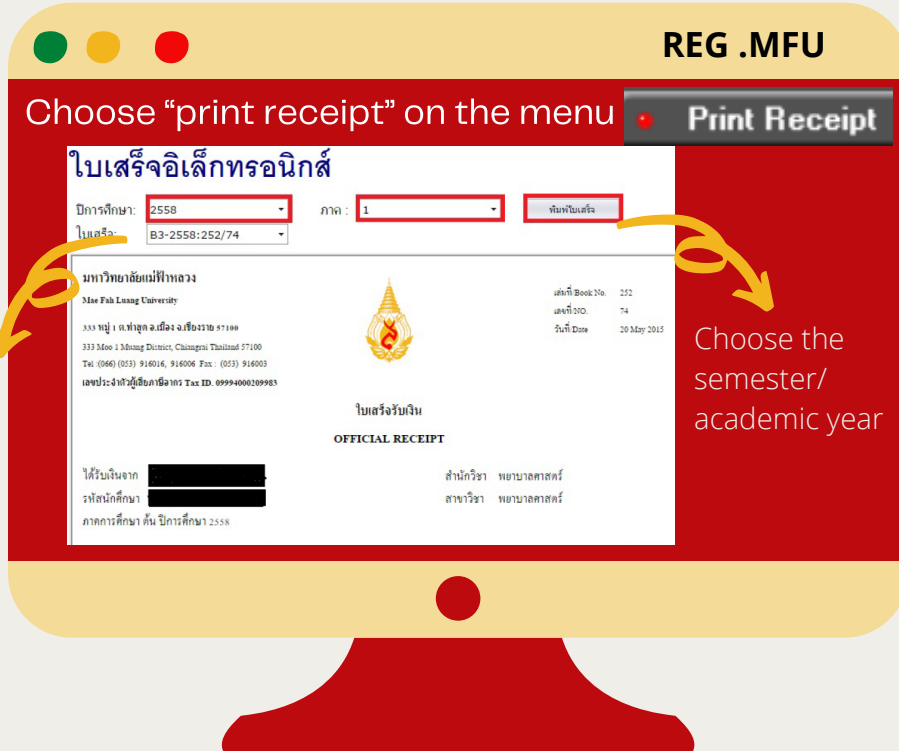 REG .MFU
Choose “print receipt” on the menu
Print Receipt
ใบเสร็จอิเล็กทรอนิกส์
ปีการศึกษา: 2558 ภาค : 1 พิมพ์ใบเสร็จ
ใบเสร็จ: B3-2558:252/74
มหาวิทยาลัยแม่ฟ้าหลวง
Mae Fah Luang University
333 หมู่ 1 ต.ท่าสุด อ.เมือง จ.เชียงราย 57100
333 Moo 1 Muang District, Chiangrai Thailand 57100
Tel :(066) (053) 916016, 916006 Fax : (053) 916003
เลขประจำตัวผู้เสียภาษีอากร Tax ID. 09994000209983
เล่มที่/Book No. 252
เลขที่/NO. 74
วันที่/Date 20 May 2015
ใบเสร็จรับเงิน
OFFICIAL RECEIPT
ได้รับเงินจาก
สำนักวิชา พยาบาลศาสตร์
รหัสนักศึกษา
สาขาวิชา พยาบาลศาสตร์
ภาคการศึกษา ต้น ปีการศึกษา 2558
Choose the
semester/
academic year